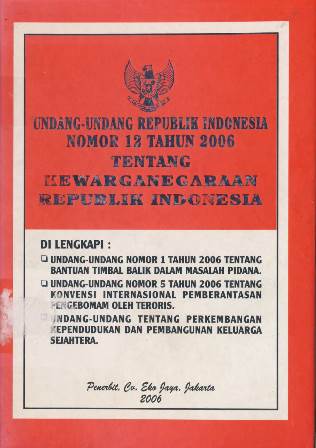 UNDANG-UNDANG REPUBLIK INDONESIA
NOMOR 12 TAHUN 2006
TENTANG
KEWARGANEGARAAN
REPUBLIK INDONESIA
DI LENGKAPI :
UNDANG-UNDANG NOMOR 1 TAHUN 2006 TENTANG
BANTUAN TIMBAL BALIK DALAM MASALAH PIDANA.
UNDANG-UNDANG NOMOR 5 TAHUN 2006 TENTANG
KONVENSI INTERNASIONAL PEMBERANTASAN
PENGEBOMAM OLEH TERORIS.
UNDANG-UNDANG TENTANG PERKEMBANGAN
KEPENDUDUKAN DAN PEMBANGUNAN KELUARGA
SEJAHTERA.
Penerbit, Cv. Eko Jaya, Jakarta
2006